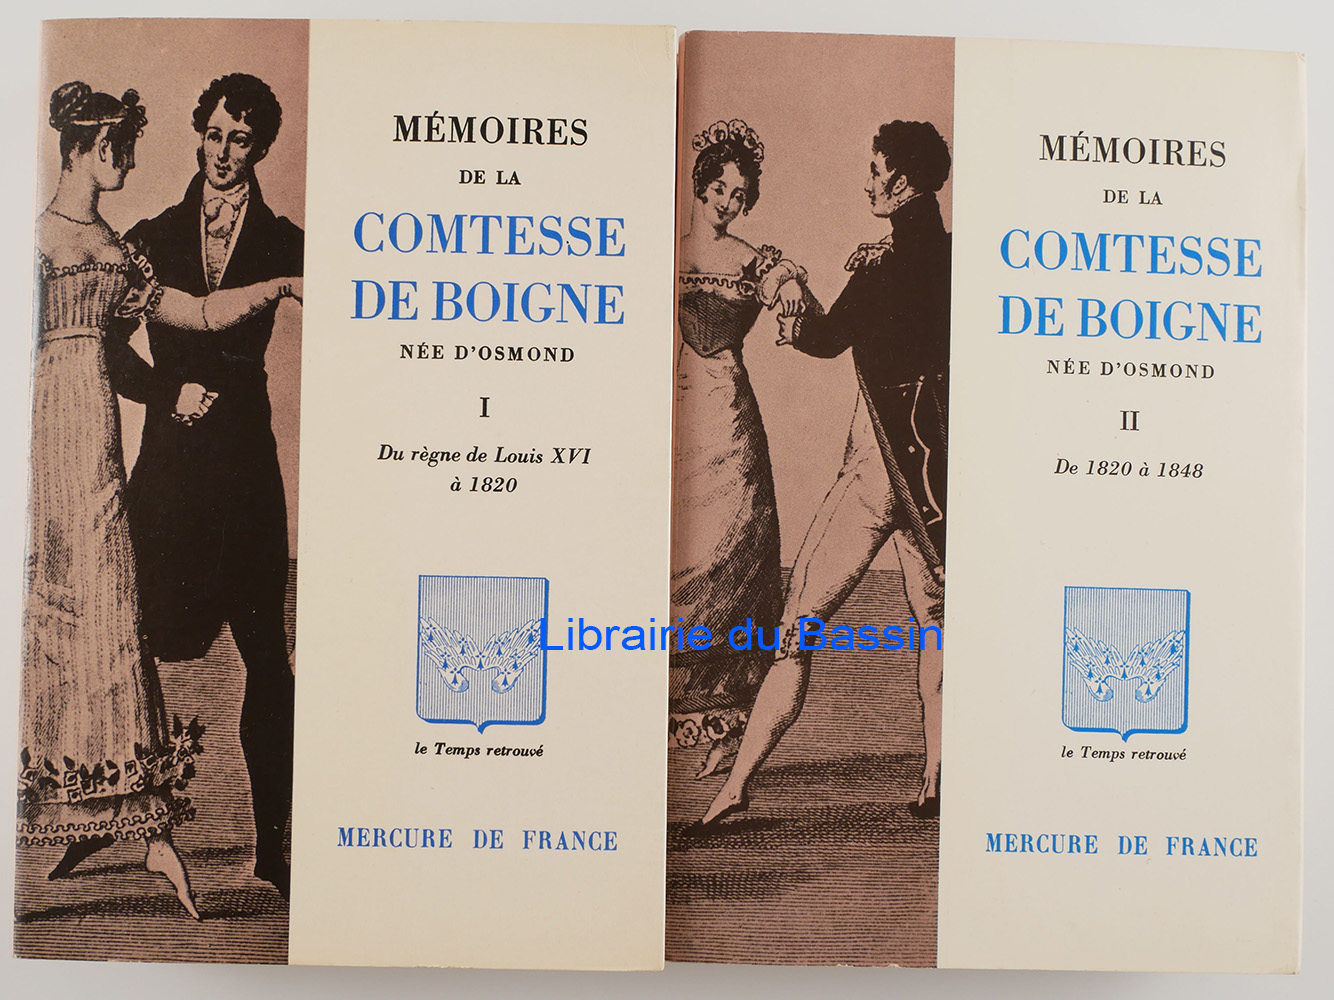 MÉMOIRES
DE LA
COMTESSE
DE BOIGNE
NÉE D'OSMOND
I
Du règne de Louis XVI
à 1820
le Temps retrouvé
MERCURE DE FRANCE
MÉMOIRES
DE LA
COMTESSE
DE BOIGNE
NÉE D'OSMOND
II
De 1820 à 1848
le Temps retrouvé
MERCURE DE FRANCE
Librairie du Bassin